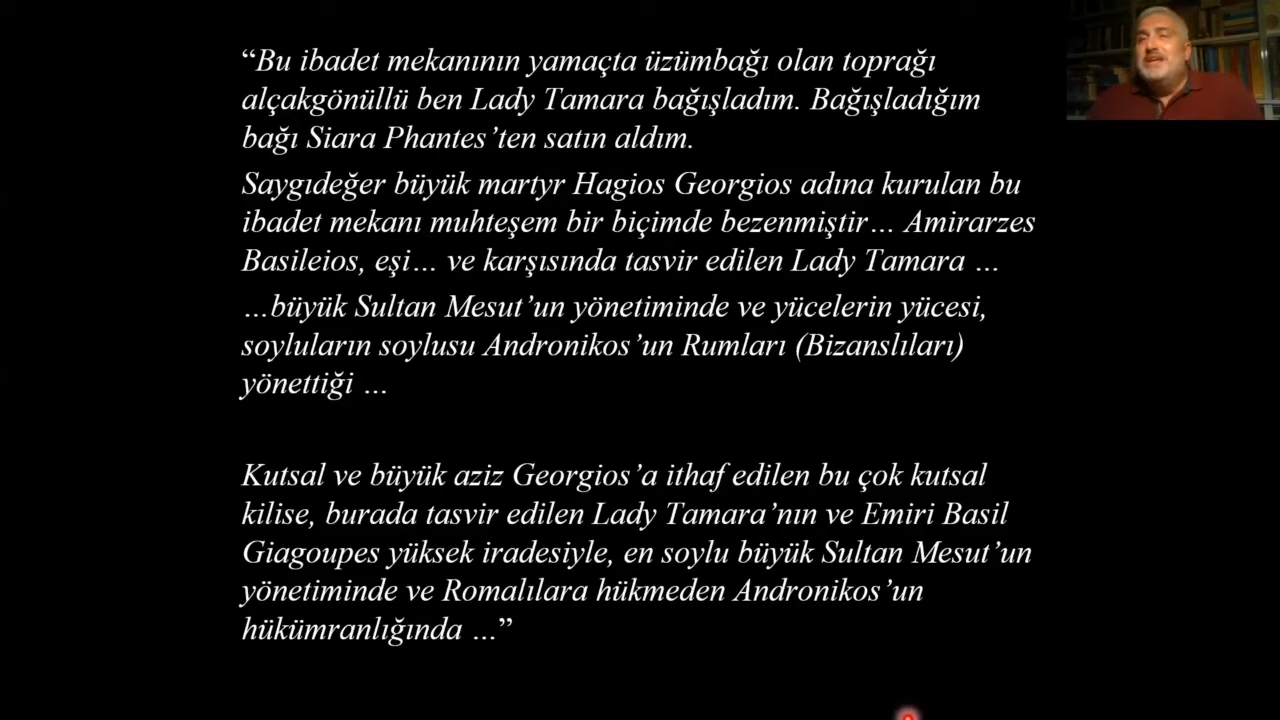 “Bu ibadet mekanının yamaçta üzümbağı olan toprağı
alçakgönüllü ben Lady Tamara bağışladım. Bağışladığım
bağı Siara Phantes’ten satın aldım.
Saygıdeğer büyük martyr Hagios Georgios adına kurulan bu
ibadet mekanı muhteşem bir biçimde bezenmiştir… Amirarzes
Basileios, eşi… ve karşısında tasvir edilen Lady Tamara …
…büyük Sultan Mesut’un yönetiminde ve yücelerin yücesi,
soyluların soylusu Andronikos’un Rumları (Bizanslıları)
yönettiği …
Kutsal ve büyük aziz Georgios’a ithaf edilen bu çok kutsal
kilise, burada tasvir edilen Lady Tamara’nın ve Emiri Basil
Giagoupes yüksek iradesiyle, en soylu büyük Sultan Mesut’un
yönetiminde ve Romalılara hükmeden Andronikos’un
hükümranlığında …”